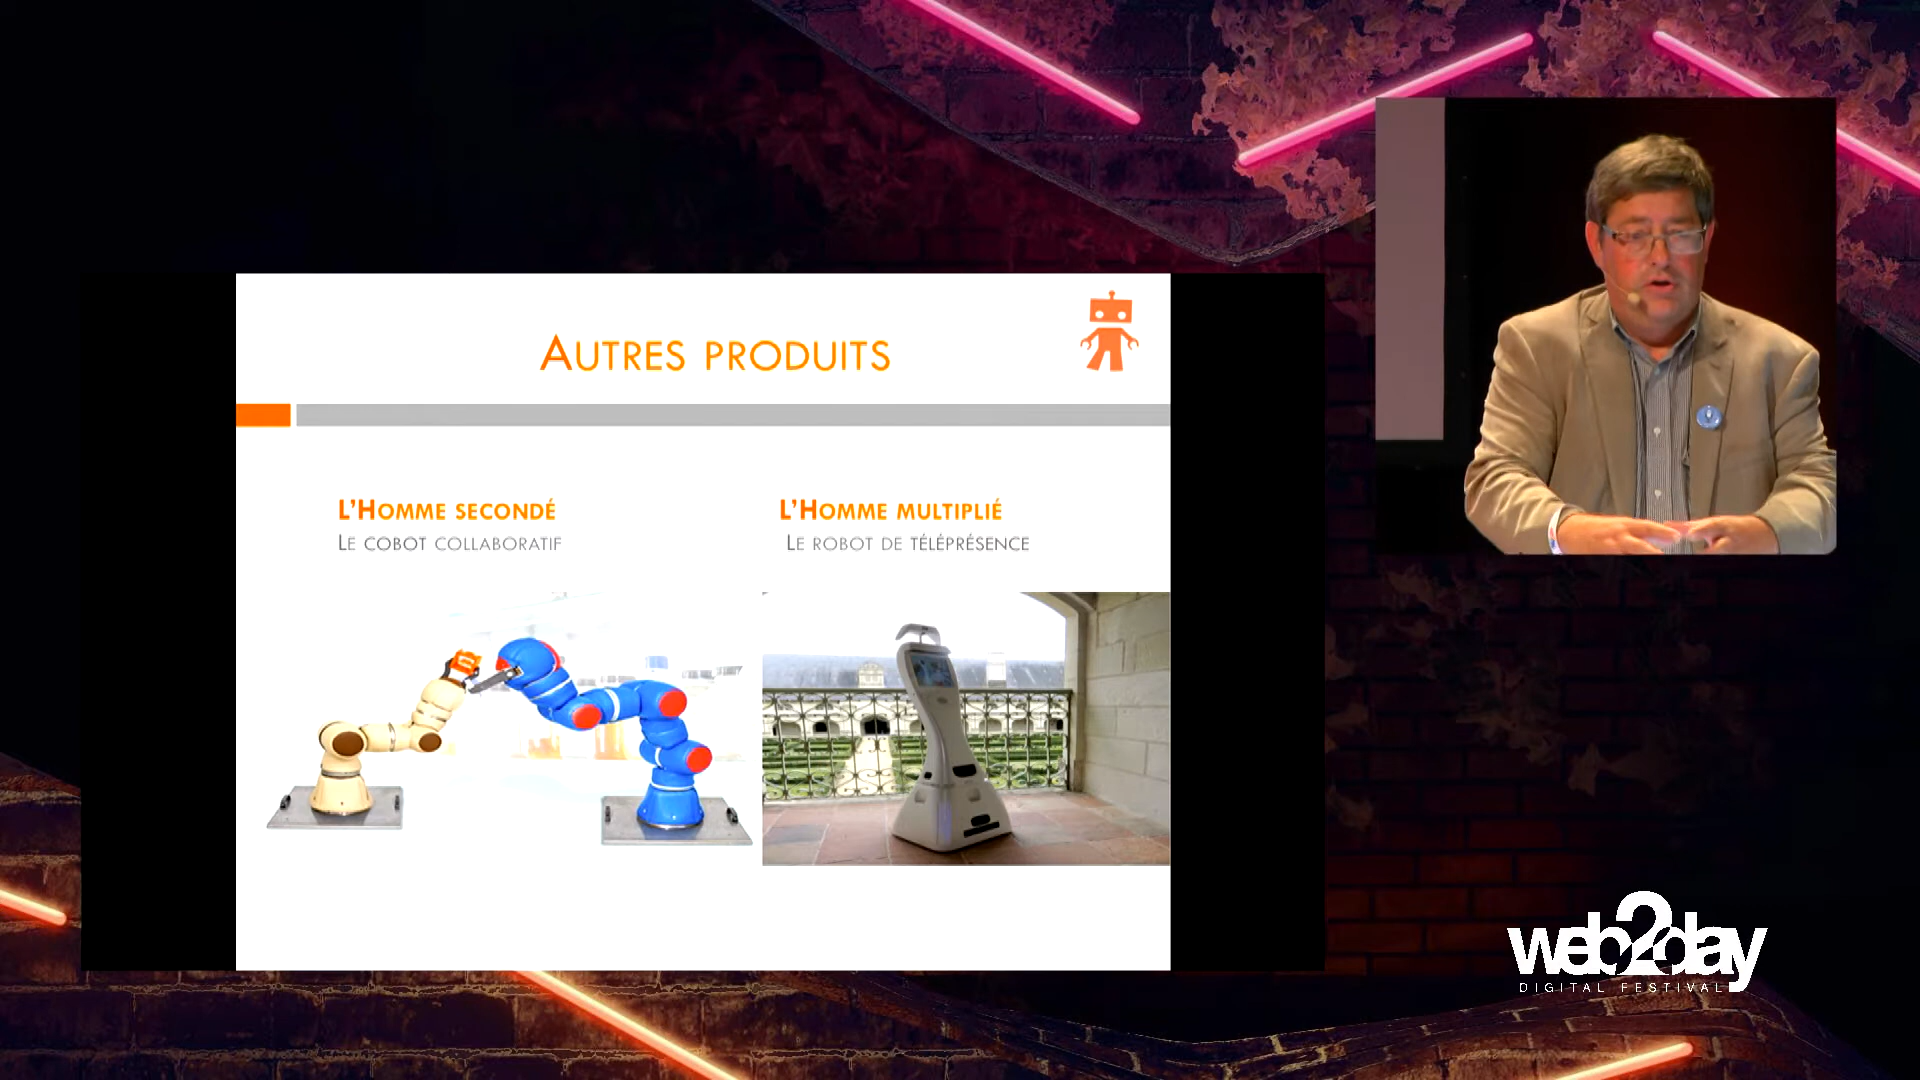 AUTRES PRODUITS
L'HOMME SECONDÉ
LE COBOT COLLABORATIF
L'HOMME MULTIPLIÉ
LE ROBOT DE TÉLÉPRÉSENCE
web2day
DIGITAL FESTIVAL